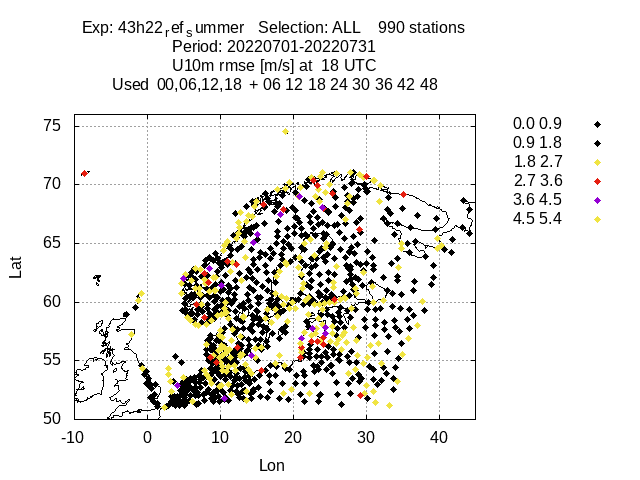 Exp: 43h22refsummer Selection: ALL 990 stations
Period: 20220701-20220731
U10m rmse [m/s] at 18 UTC
Used 00,06,12,18 + 06 12 18 24 30 36 42 48
75
70
65
60
55
50
Lat
-10 0 10 20 30 40
Lon
0.0 0.9
0.9 1.8
1.8 2.7
2.7 3.6
3.6 4.5
4.5 5.4